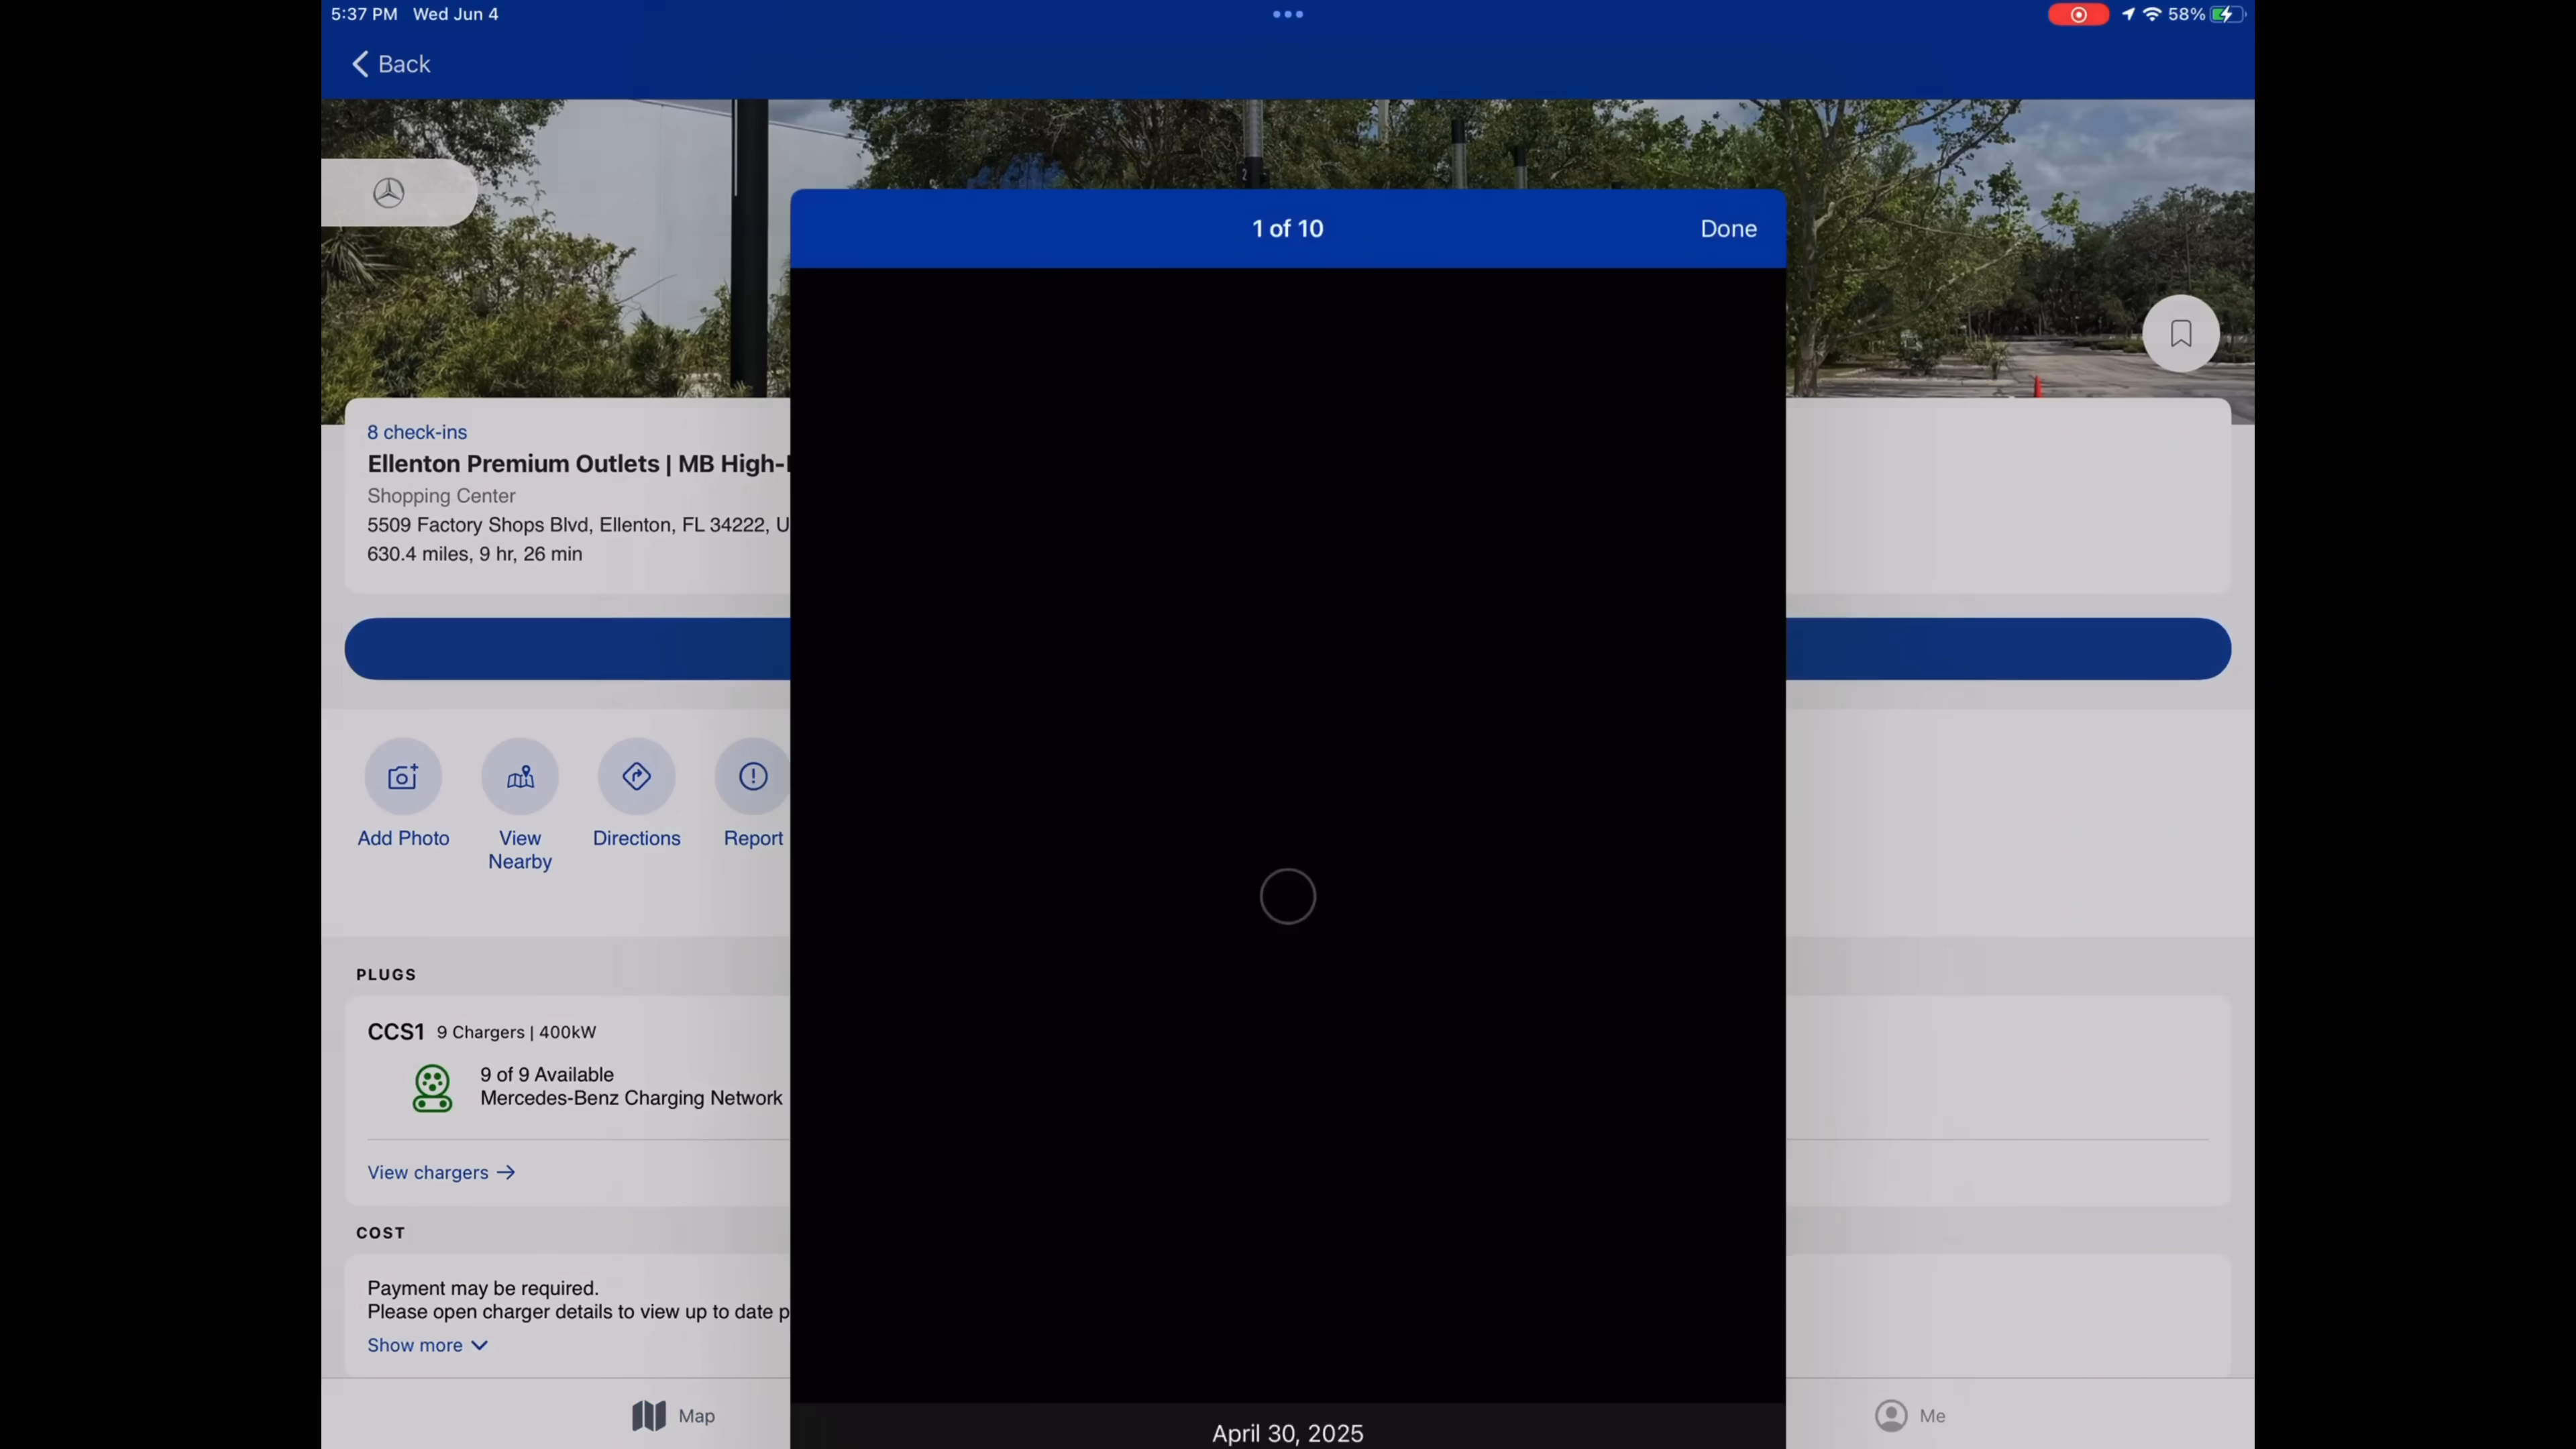 5:37 PM Wed Jun 4
58%
Back
1 of 10
Done
8 check-ins
Ellenton Premium Outlets | MB High-
Shopping Center
5509 Factory Shops Blvd, Ellenton, FL 34222, U
630.4 miles, 9 hr, 26 min
Add Photo
View
Nearby
Directions
Report
PLUGS
CCS1 9 Chargers | 400kW
9 of 9 Available
Mercedes-Benz Charging Network
View chargers
COST
Payment may be required.
Please open charger details to view up to date p
Show more
April 30, 2025
Map
Me